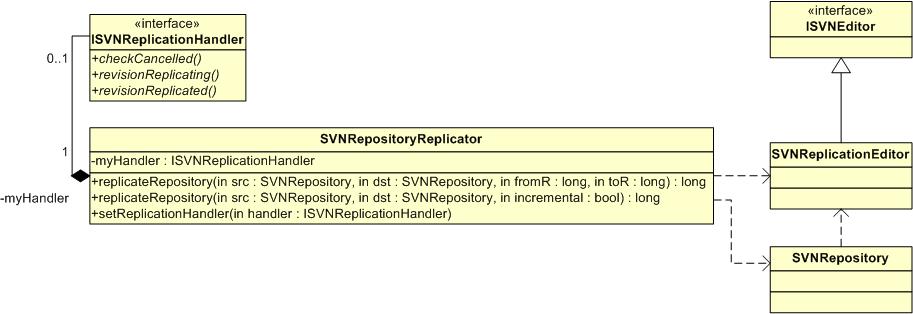 «interface»
ISVNReplicationHandler
+checkCancelled()
+revisionReplicating()
+revisionReplicated()
0..1
1
-myHandler
SVNRepositoryReplicator
-myHandler : ISVNReplicationHandler
+replicateRepository(in src : SVNRepository, in dst : SVNRepository, in fromR : long, in toR : long) : long
+replicateRepository(in src : SVNRepository, in dst : SVNRepository, in incremental : bool) : long
+setReplicationHandler(in handler : ISVNReplicationHandler)
«interface»
ISVNEditor
SVNReplicationEditor
SVNRepository